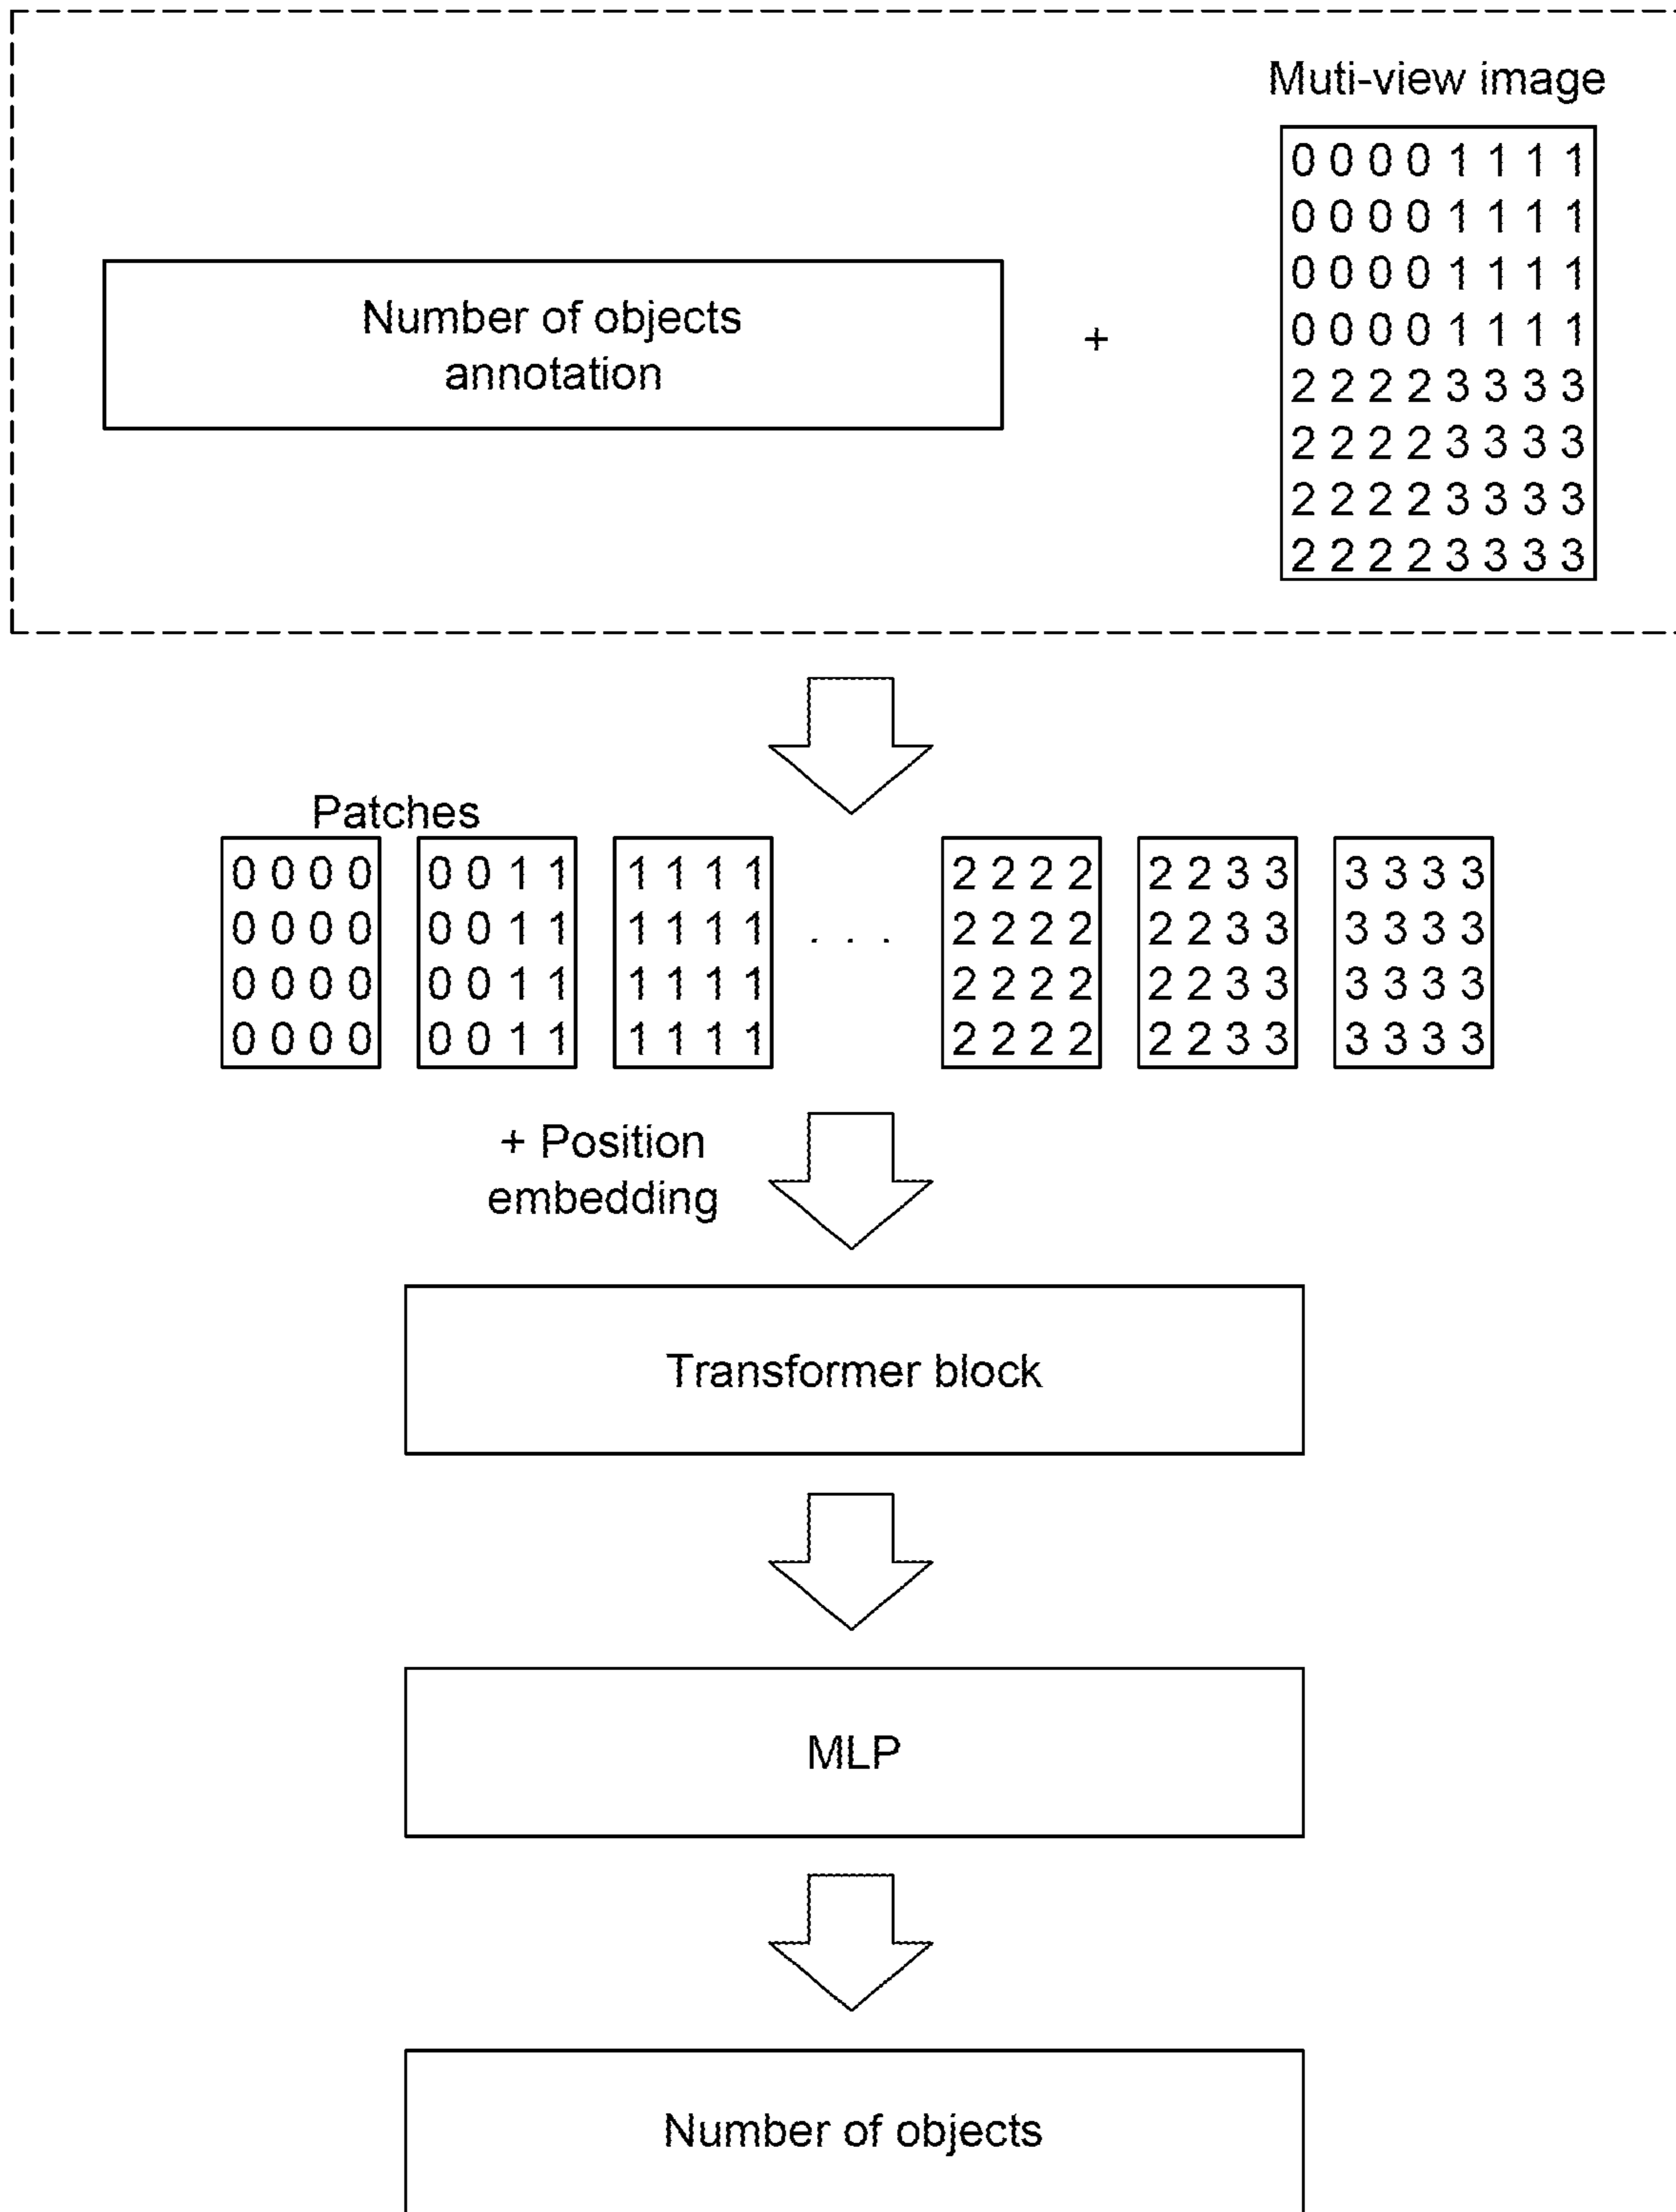 Muti-view image
0 0 0 0 1 1 1 1
0 0 0 0 1 1 1 1
0 0 0 0 1 1 1 1
0 0 0 0 1 1 1 1
2 2 2 2 3 3 3 3
2 2 2 2 3 3 3 3
2 2 2 2 3 3 3 3
2 2 2 2 3 3 3 3
Number of objects
annotation
+
Patches
0 0 0 0
0 0 0 0
0 0 0 0
0 0 0 0
0 0 1 1
0 0 1 1
0 0 1 1
0 0 1 1
1 1 1 1
1 1 1 1
1 1 1 1
1 1 1 1
. . .
2 2 2 2
2 2 2 2
2 2 2 2
2 2 2 2
2 2 3 3
2 2 3 3
2 2 3 3
2 2 3 3
3 3 3 3
3 3 3 3
3 3 3 3
3 3 3 3
+ Position
embedding
Transformer block
MLP
Number of objects